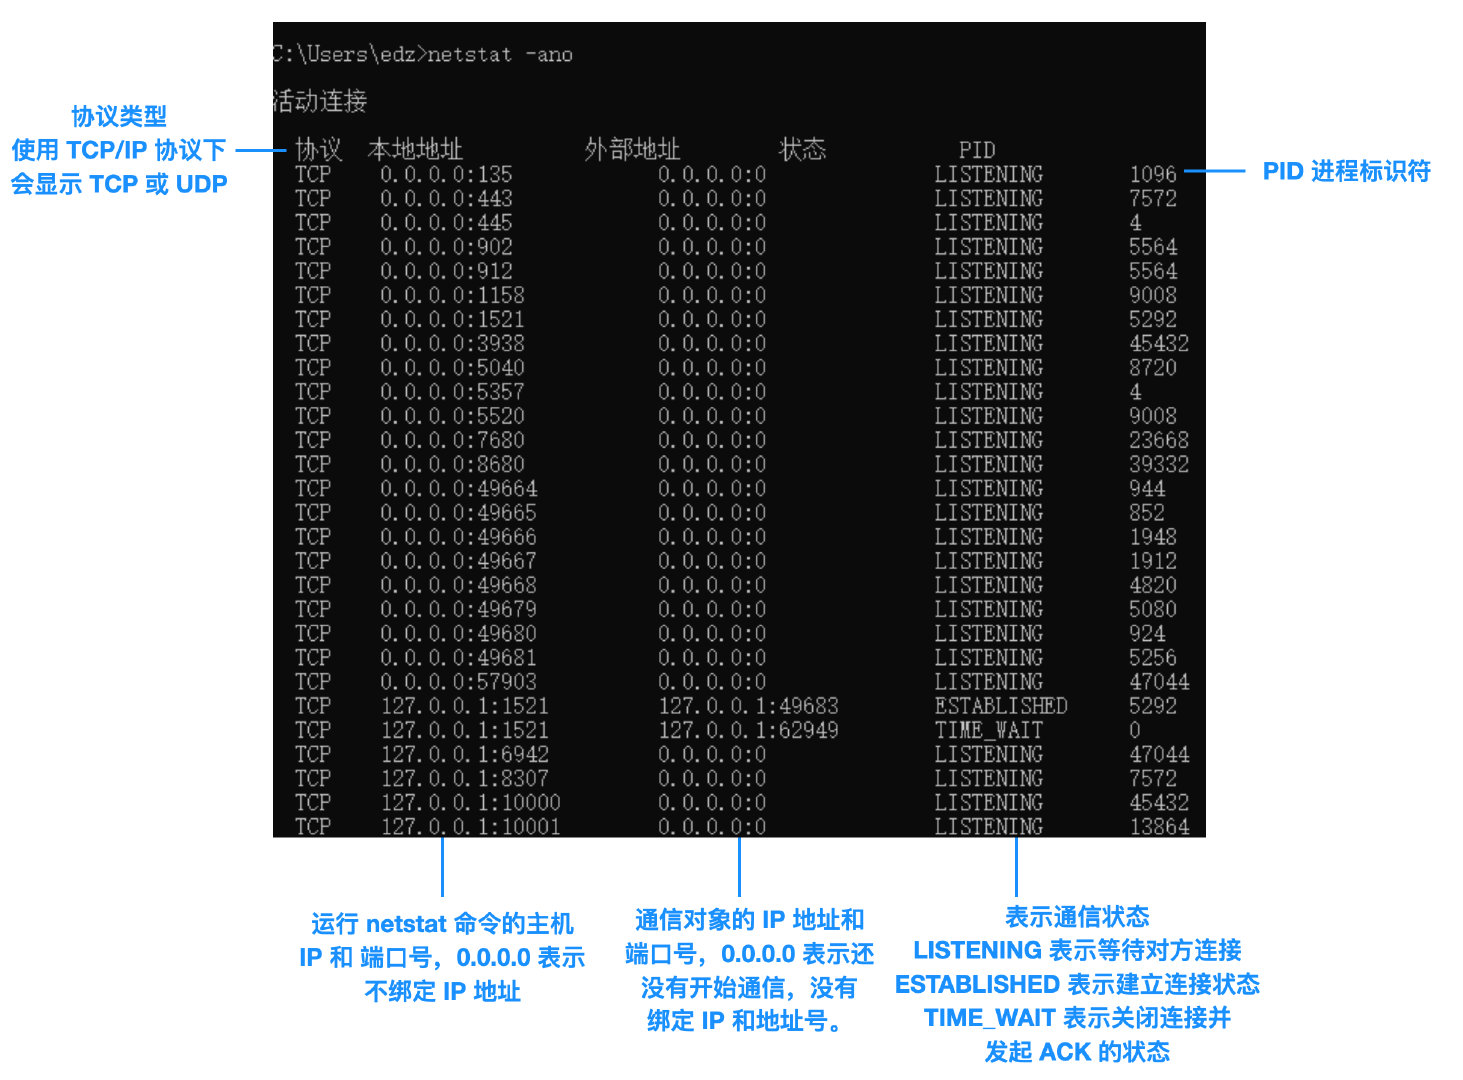 C:\Users\edz>netstat -ano
活动连接
协议 本地地址 外部地址 状态 PID
TCP 0.0.0.0:135 0.0.0.0:0 LISTENING 1096
TCP 0.0.0.0:443 0.0.0.0:0 LISTENING 7572
TCP 0.0.0.0:445 0.0.0.0:0 LISTENING 4
TCP 0.0.0.0:902 0.0.0.0:0 LISTENING 5564
TCP 0.0.0.0:912 0.0.0.0:0 LISTENING 5564
TCP 0.0.0.0:1158 0.0.0.0:0 LISTENING 9008
TCP 0.0.0.0:1521 0.0.0.0:0 LISTENING 5292
TCP 0.0.0.0:3938 0.0.0.0:0 LISTENING 45432
TCP 0.0.0.0:5040 0.0.0.0:0 LISTENING 8720
TCP 0.0.0.0:5357 0.0.0.0:0 LISTENING 4
TCP 0.0.0.0:5520 0.0.0.0:0 LISTENING 9008
TCP 0.0.0.0:7680 0.0.0.0:0 LISTENING 23668
TCP 0.0.0.0:8680 0.0.0.0:0 LISTENING 39332
TCP 0.0.0.0:49664 0.0.0.0:0 LISTENING 944
TCP 0.0.0.0:49665 0.0.0.0:0 LISTENING 852
TCP 0.0.0.0:49666 0.0.0.0:0 LISTENING 1948
TCP 0.0.0.0:49667 0.0.0.0:0 LISTENING 1912
TCP 0.0.0.0:49668 0.0.0.0:0 LISTENING 4820
TCP 0.0.0.0:49679 0.0.0.0:0 LISTENING 5080
TCP 0.0.0.0:49680 0.0.0.0:0 LISTENING 924
TCP 0.0.0.0:49681 0.0.0.0:0 LISTENING 5256
TCP 0.0.0.0:57903 0.0.0.0:0 LISTENING 47044
TCP 127.0.0.1:1521 127.0.0.1:49683 ESTABLISHED 5292
TCP 127.0.0.1:1521 127.0.0.1:62949 TIME_WAIT 0
TCP 127.0.0.1:6942 0.0.0.0:0 LISTENING 47044
TCP 127.0.0.1:8307 0.0.0.0:0 LISTENING 7572
TCP 127.0.0.1:10000 0.0.0.0:0 LISTENING 45432
TCP 127.0.0.1:10001 0.0.0.0:0 LISTENING 13864
协议类型
使用 TCP/IP 协议下
会显示 TCP 或 UDP
PID 进程标识符
运行 netstat 命令的主机
IP 和 端口号，0.0.0.0 表示
不绑定 IP 地址
通信对象的 IP 地址和
端口号，0.0.0.0 表示还
没有开始通信，没有
绑定 IP 和地址号。
表示通信状态
LISTENING 表示等待对方连接
ESTABLISHED 表示建立连接状态
TIME_WAIT 表示关闭连接并
发起 ACK 的状态